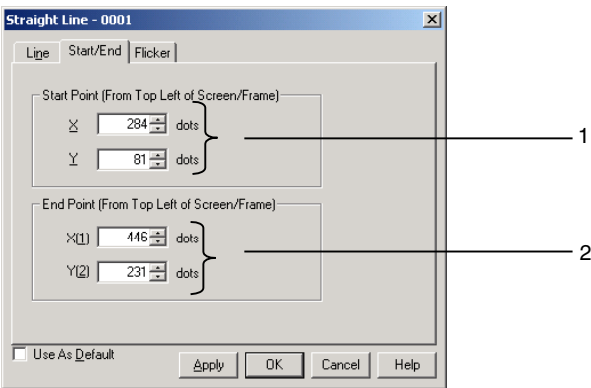 Straight Line - 0001
Line Start/End Flicker
Start Point (From Top Left of Screen/Frame)
X 284 dots
Y 81 dots
1
End Point (From Top Left of Screen/Frame)
X(1) 446 dots
Y(2) 231 dots
2
Use As Default
Apply OK Cancel Help